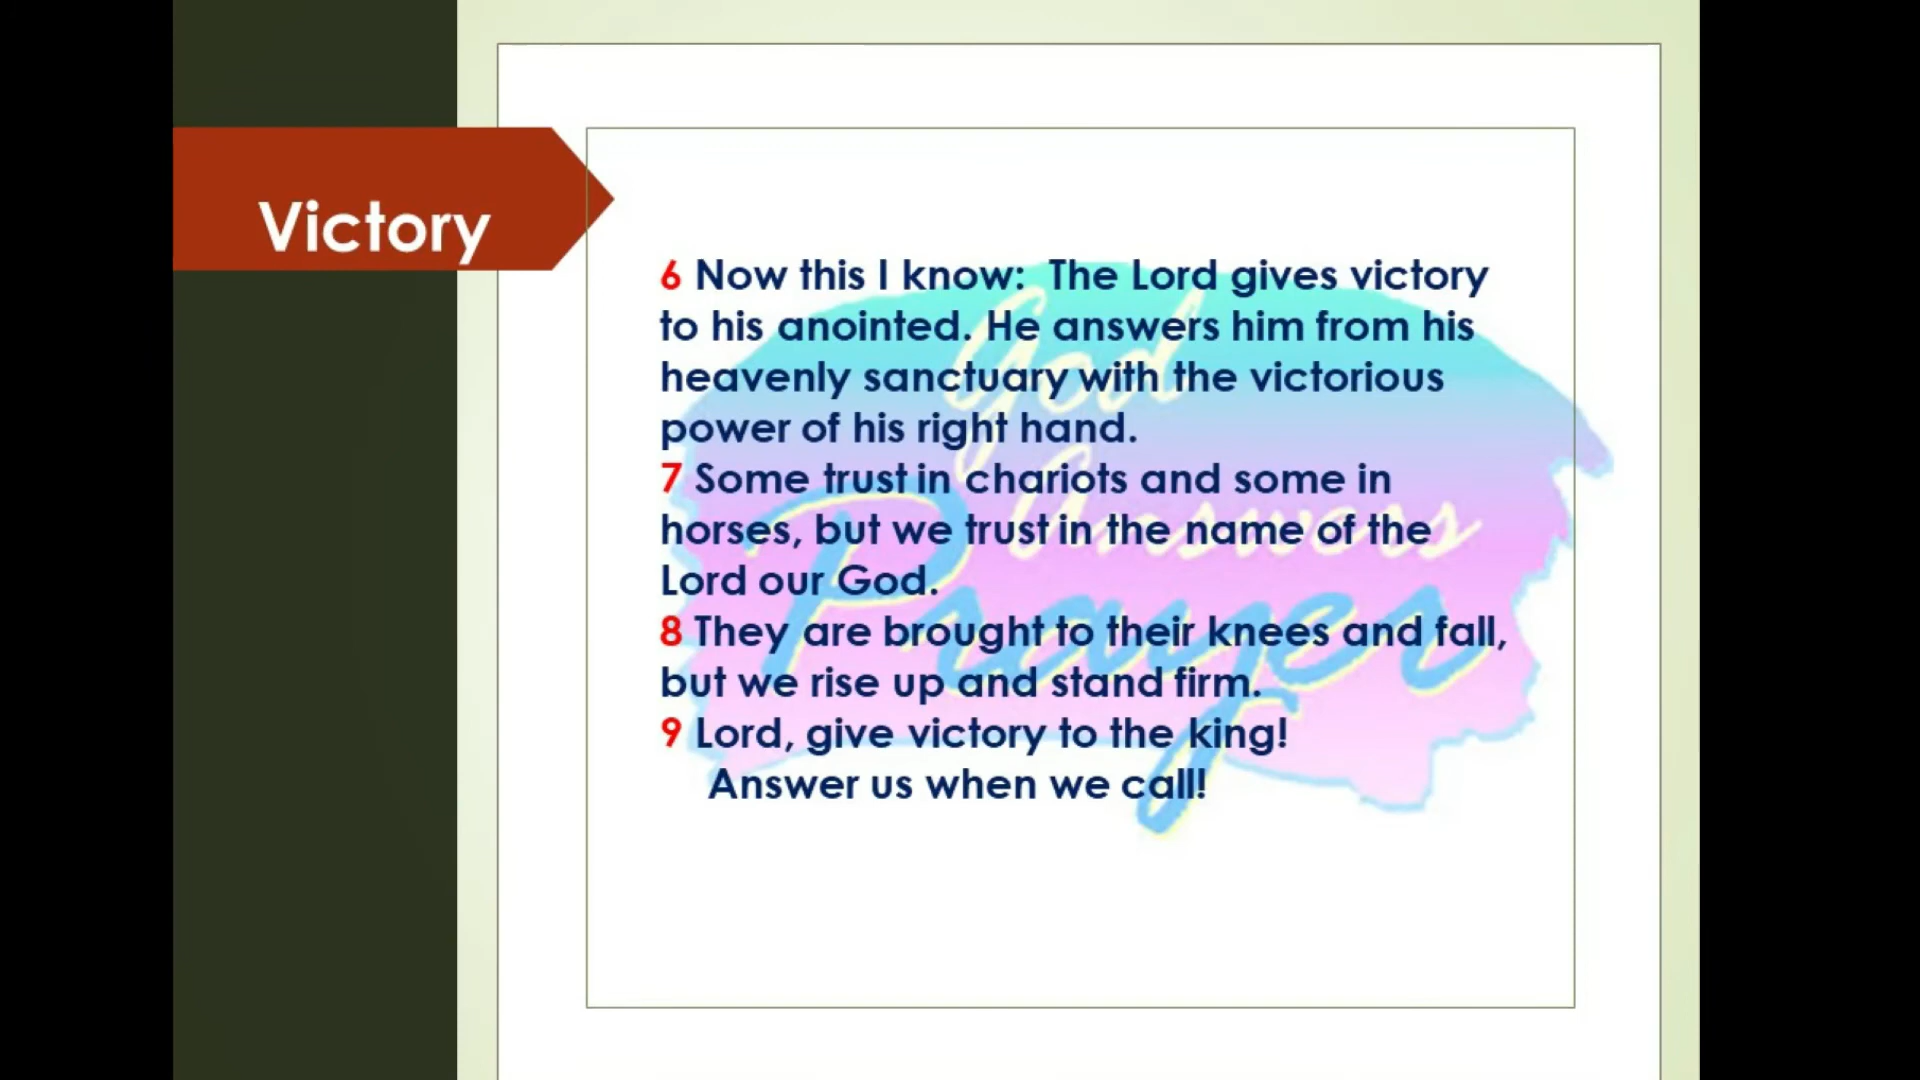 Victory
6 Now this I know:  The Lord gives victory
to his anointed. He answers him from his
heavenly sanctuary with the victorious
power of his right hand.
7 Some trust in chariots and some in
horses, but we trust in the name of the
Lord our God.
8 They are brought to their knees and fall,
but we rise up and stand firm.
9 Lord, give victory to the king!
Answer us when we call!
God
Answers
Prayer